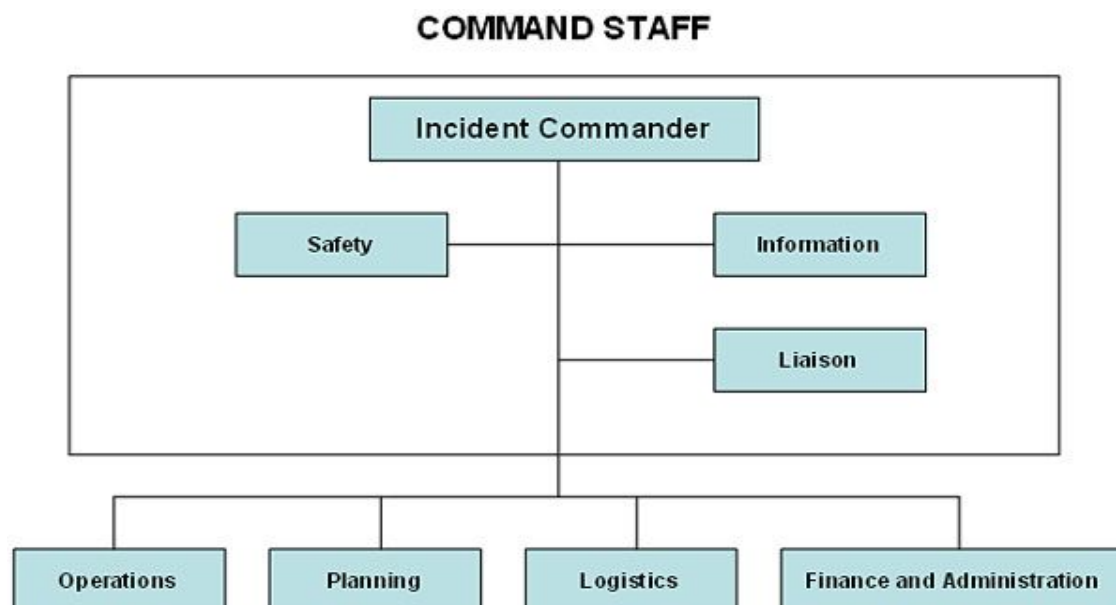 COMMAND STAFF
Incident Commander
Safety
Information
Liaison
Operations
Planning
Logistics
Finance and Administration